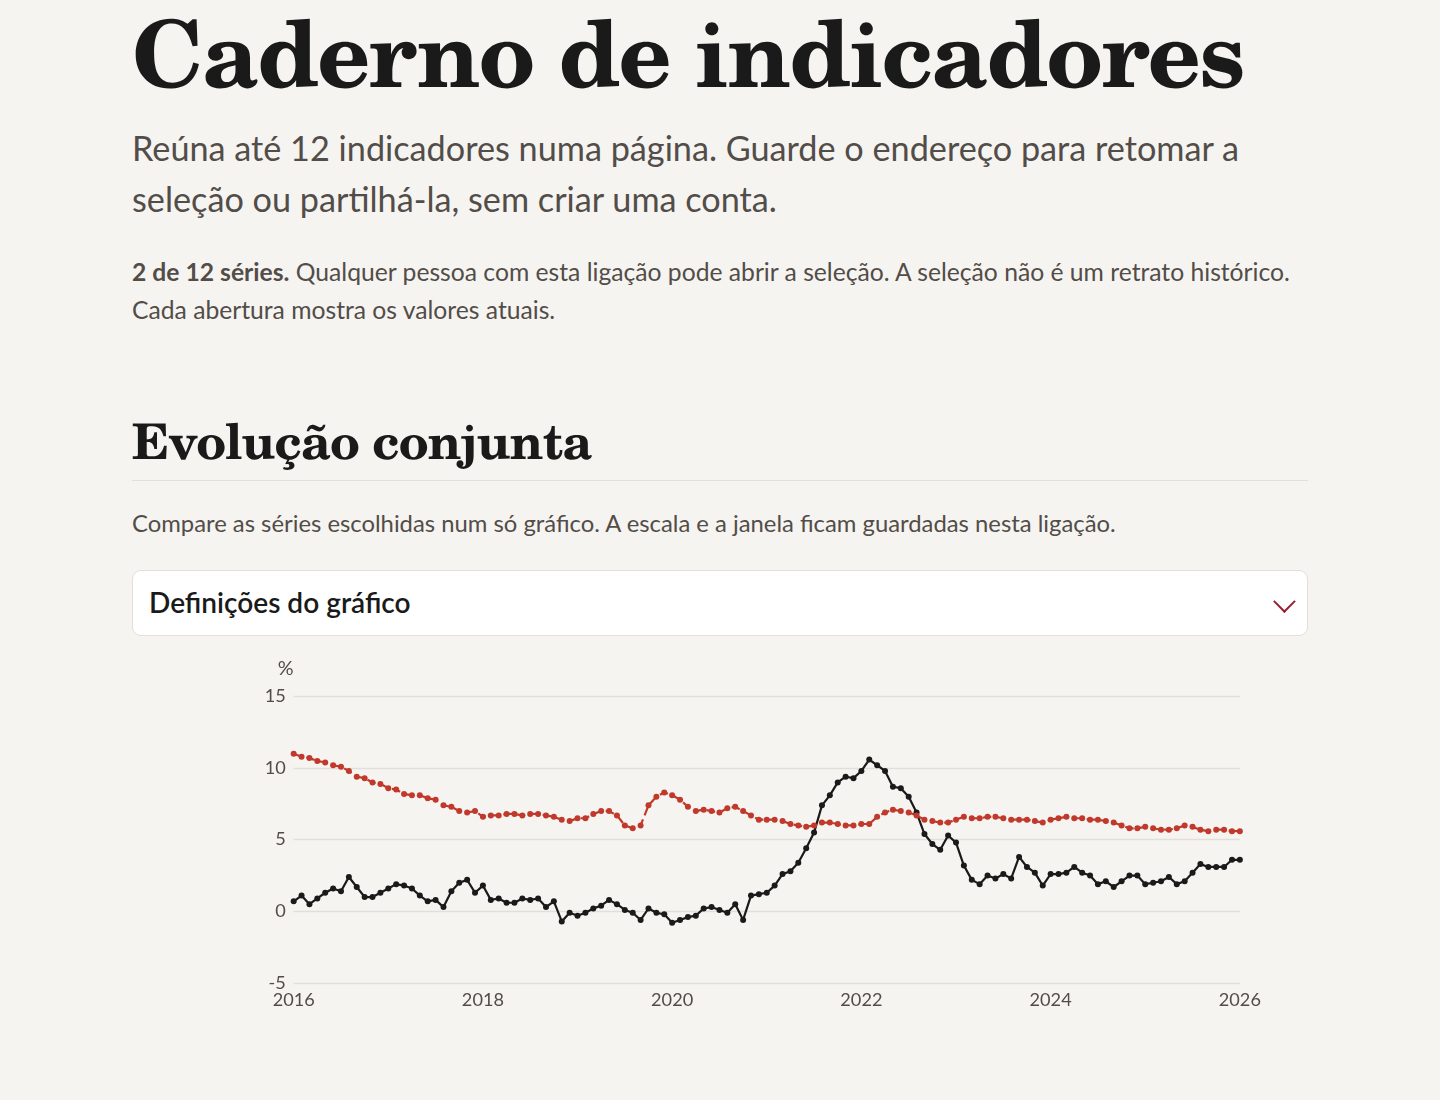 Caderno de indicadores
Reúna até 12 indicadores numa página. Guarde o endereço para retomar a
seleção ou partilhá-la, sem criar uma conta.
2 de 12 séries. Qualquer pessoa com esta ligação pode abrir a seleção. A seleção não é um retrato histórico.
Cada abertura mostra os valores atuais.
Evolução conjunta
Compare as séries escolhidas num só gráfico. A escala e a janela ficam guardadas nesta ligação.
Definições do gráfico
%
15
10
5
0
-5
2016 2018 2020 2022 2024 2026